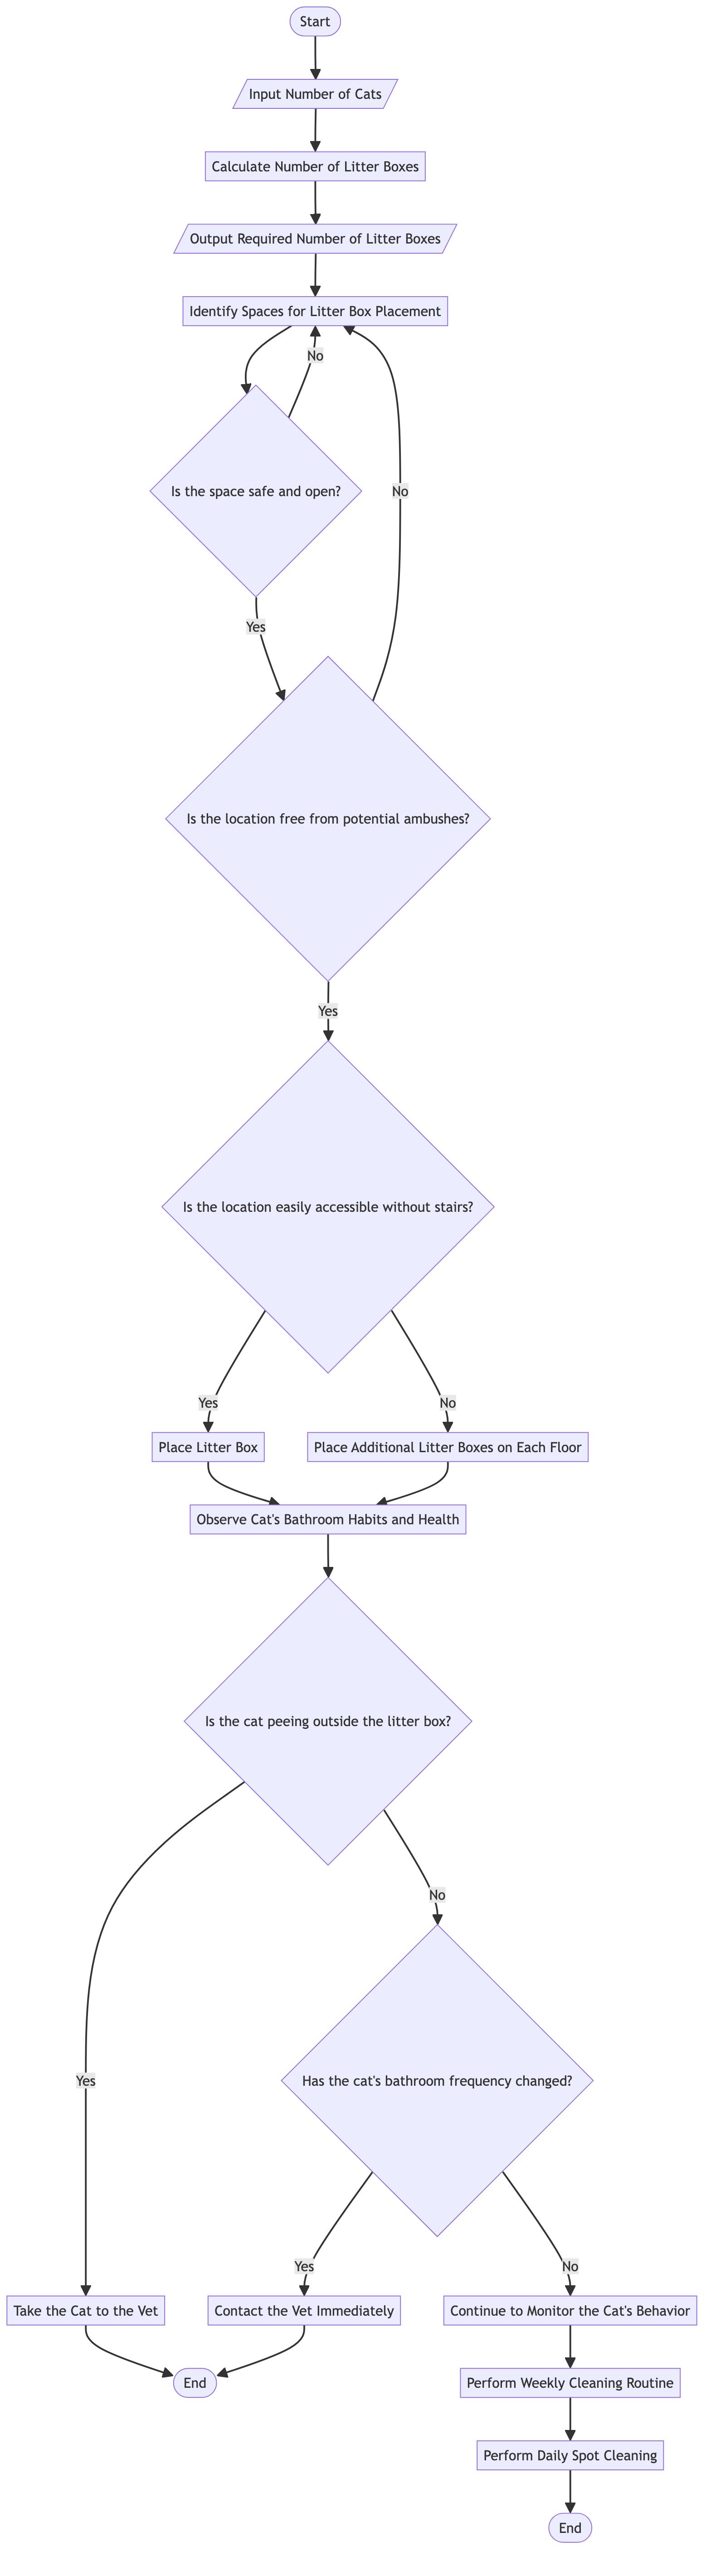 Start
Input Number of Cats
Calculate Number of Litter Boxes
Output Required Number of Litter Boxes
Identify Spaces for Litter Box Placement
No
Is the space safe and open?
No
Yes
Is the location free from potential ambushes?
Yes
Is the location easily accessible without stairs?
Yes
No
Place Litter Box
Place Additional Litter Boxes on Each Floor
Observe Cat's Bathroom Habits and Health
Is the cat peeing outside the litter box?
No
Yes
Has the cat's bathroom frequency changed?
Yes
No
Take the Cat to the Vet
Contact the Vet Immediately
Continue to Monitor the Cat's Behavior
End
Perform Weekly Cleaning Routine
Perform Daily Spot Cleaning
End